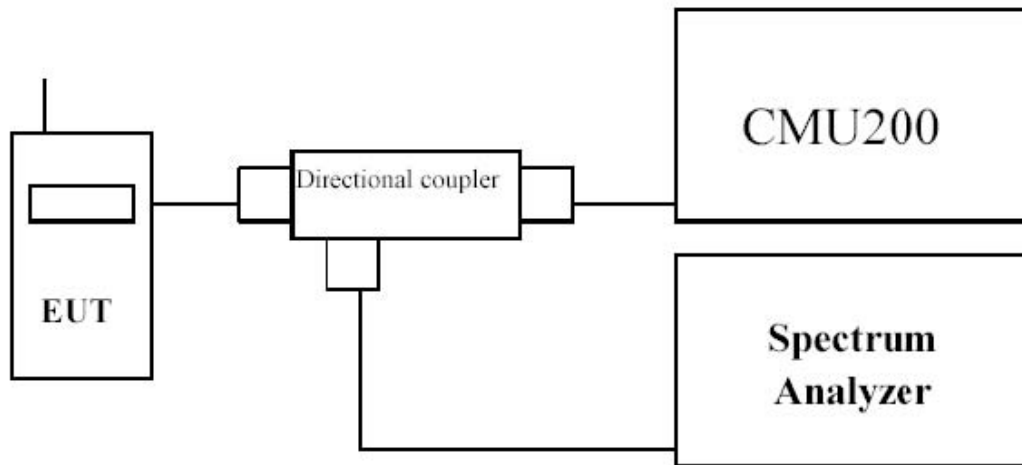 CMU200
Directional coupler
EUT
Spectrum
Analyzer